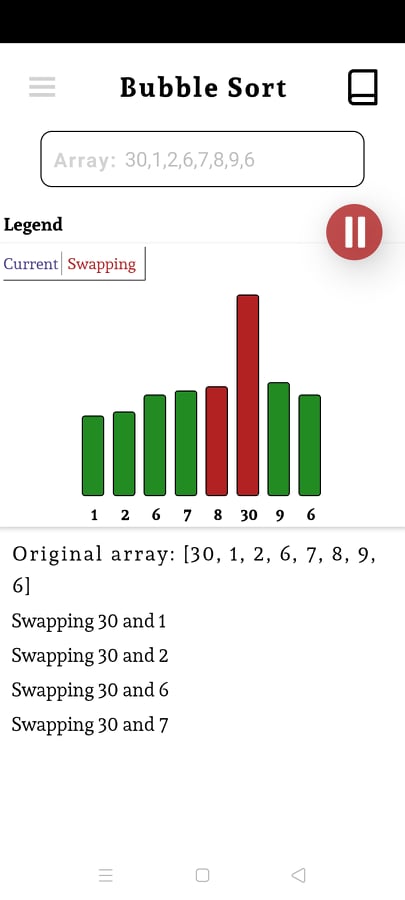 Bubble Sort
Array: 30,1,2,6,7,8,9,6
Legend
Current Swapping
1 2 6 7 8 30 9 6
Original array: [30, 1, 2, 6, 7, 8, 9,
6]
Swapping 30 and 1
Swapping 30 and 2
Swapping 30 and 6
Swapping 30 and 7